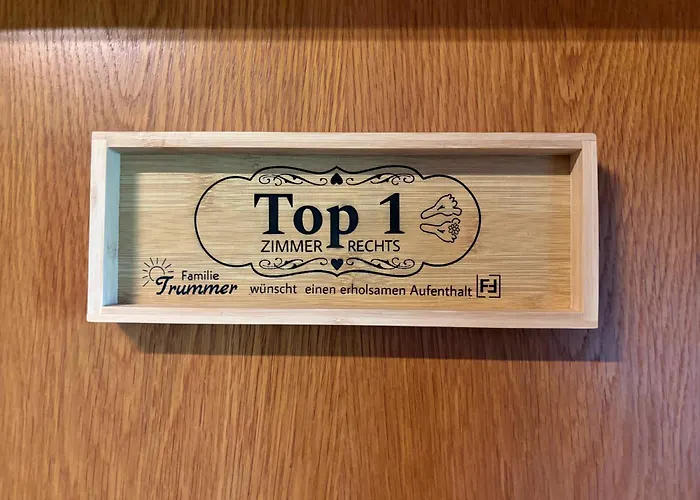 Top 1
ZIMMER RECHTS
Familie
Trummer wünscht einen erholsamen Aufenthalt